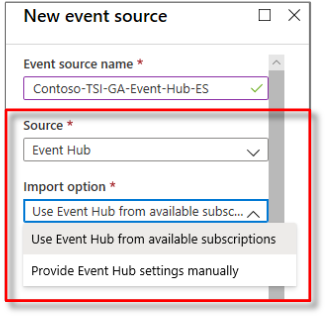 New event source
Event source name *
Contoso-TSI-GA-Event-Hub-ES
Source *
Event Hub
Import option *
Use Event Hub from available subsc...
Use Event Hub from available subscriptions
Provide Event Hub settings manually